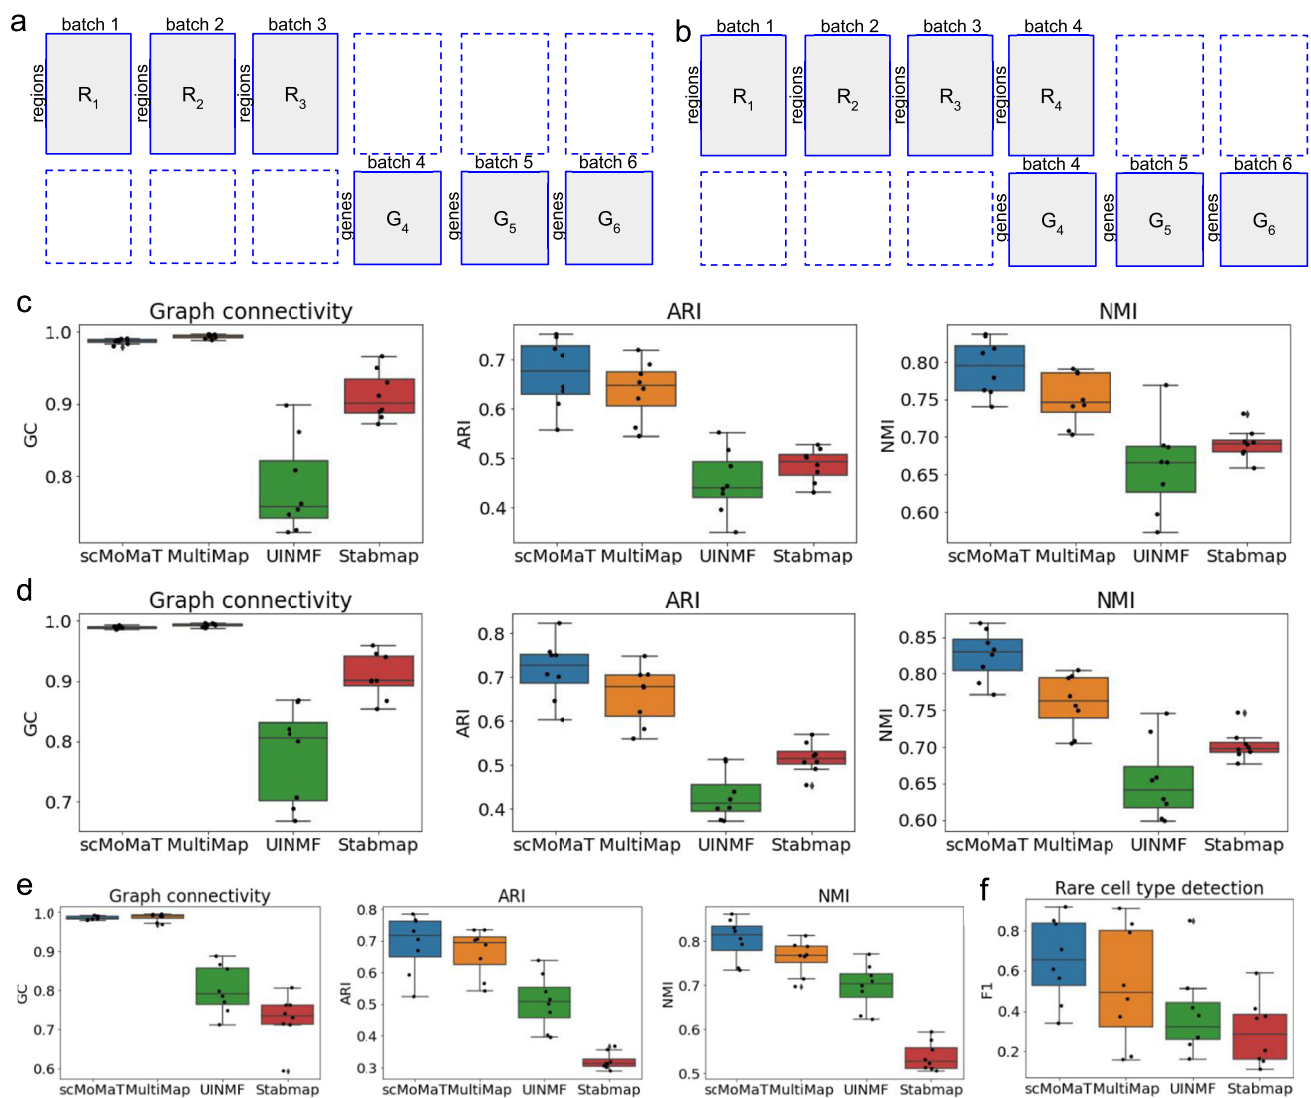 a
batch 1 batch 2 batch 3
regions R1 regions R2 regions R3
batch 4 batch 5 batch 6
genes G4 genes G5 genes G6
b
batch 1 batch 2 batch 3 batch 4
regions R1 regions R2 regions R3 regions R4
batch 4 batch 5 batch 6
genes G4 genes G5 genes G6
c
Graph connectivity
GC
1.0
0.9
0.8
scMoMaT MultiMap UINMF Stabmap
ARI
ARI
0.7
0.6
0.5
0.4
scMoMaT MultiMap UINMF Stabmap
NMI
NMI
0.80
0.75
0.70
0.65
0.60
scMoMaT MultiMap UINMF Stabmap
d
Graph connectivity
GC
1.0
0.9
0.8
0.7
scMoMaT MultiMap UINMF Stabmap
ARI
ARI
0.8
0.7
0.6
0.5
0.4
scMoMaT MultiMap UINMF Stabmap
NMI
NMI
0.85
0.80
0.75
0.70
0.65
0.60
scMoMaT MultiMap UINMF Stabmap
e
Graph connectivity
GC
1.0
0.9
0.8
0.7
0.6
scMoMaT MultiMap UINMF Stabmap
ARI
ARI
0.8
0.7
0.6
0.5
0.4
0.3
scMoMaT MultiMap UINMF Stabmap
NMI
NMI
0.8
0.7
0.6
0.5
scMoMaT MultiMap UINMF Stabmap
f
Rare cell type detection
F1
0.8
0.6
0.4
0.2
scMoMaT MultiMap UINMF Stabmap